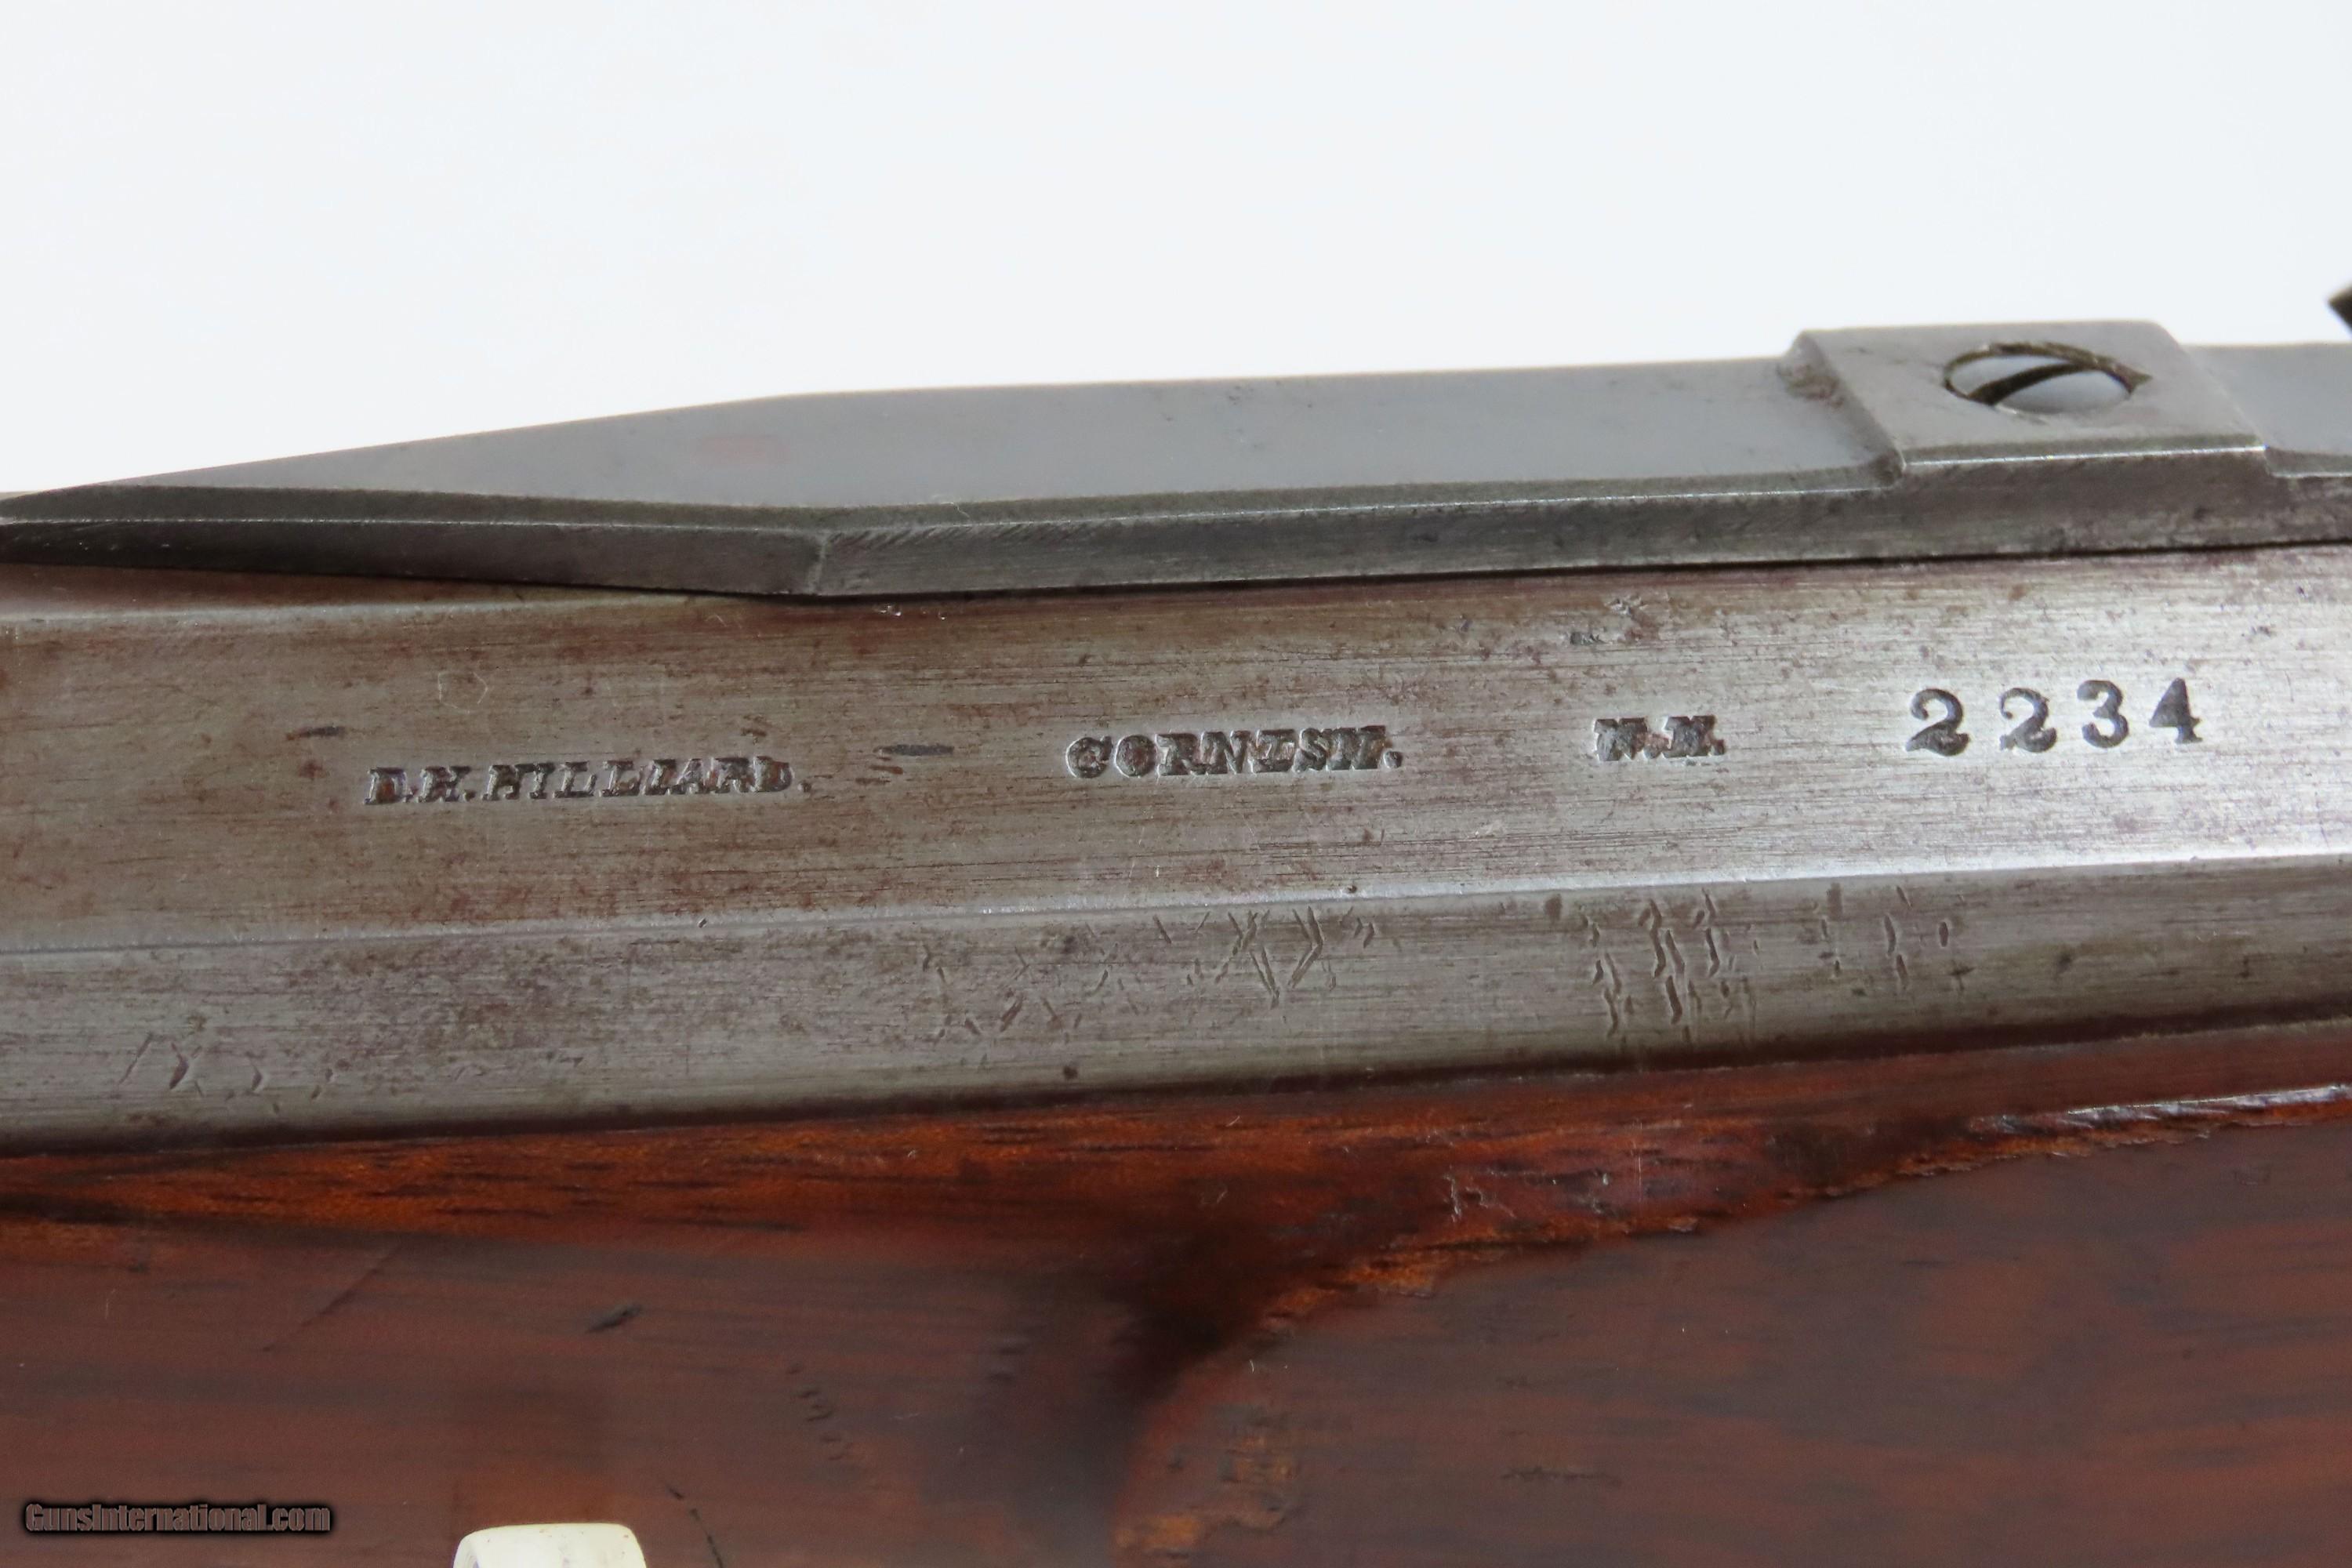 D.H.HILLIARD. CORNISH. N.H. 2234
GunsInternational.com